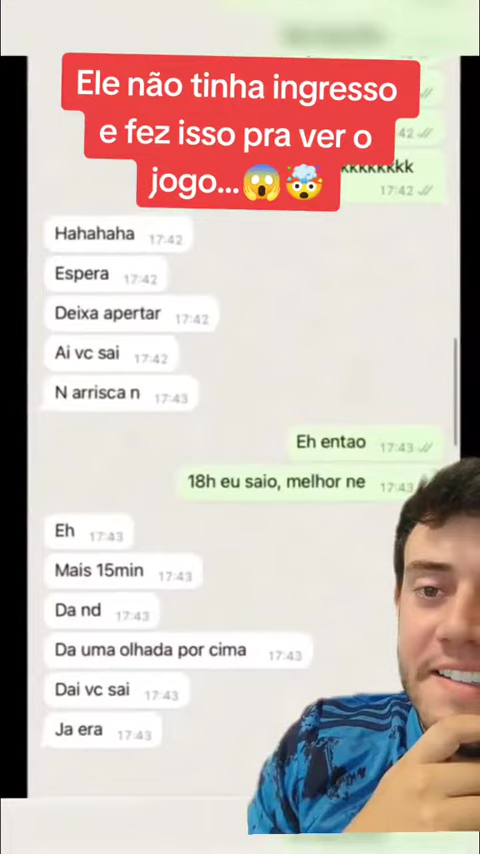 Ele não tinha ingresso
e fez isso pra ver o
jogo...😱🤯
42
kkkkkkkk
17:42
Hahahaha 17:42
Espera 17:42
Deixa apertar 17:42
Ai vc sai 17:42
N arrisca n 17:43
Eh entao 17:43
18h eu saio, melhor ne 17:43
Eh 17:43
Mais 15min 17:43
Da nd 17:43
Da uma olhada por cima 17:43
Dai vc sai 17:43
Ja era 17:43